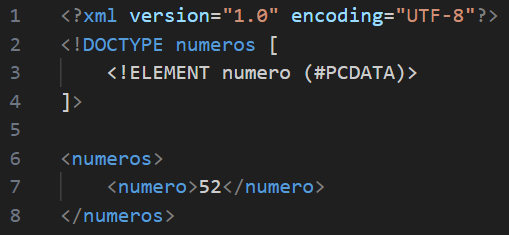 1 <?xml version="1.0" encoding="UTF-8"?>
2 <!DOCTYPE numeros [
3     <!ELEMENT numero (#PCDATA)>
4 ]>
5
6 <numeros>
7     <numero>52</numero>
8 </numeros>